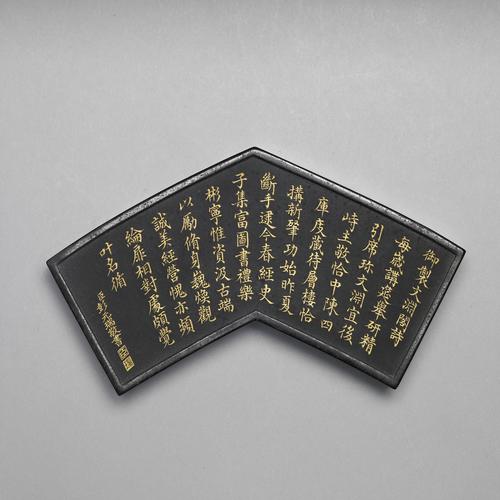 御製文淵閣詩
每歲講筵舉研精
引席珍文淵宜後
峙主敬恰中陳四
庫度藏待層樓恰
搆新肇功始昨夏
斷手逮今春經史
子集富圖書禮樂
彬寧惟資汲古端
以勵脩身巍煥觀
誠美經營愧亦頻
綸扉相對處頗覺
叶名循
臣彭元瑞敬書